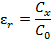 εᵣ = Cₓ/C₀